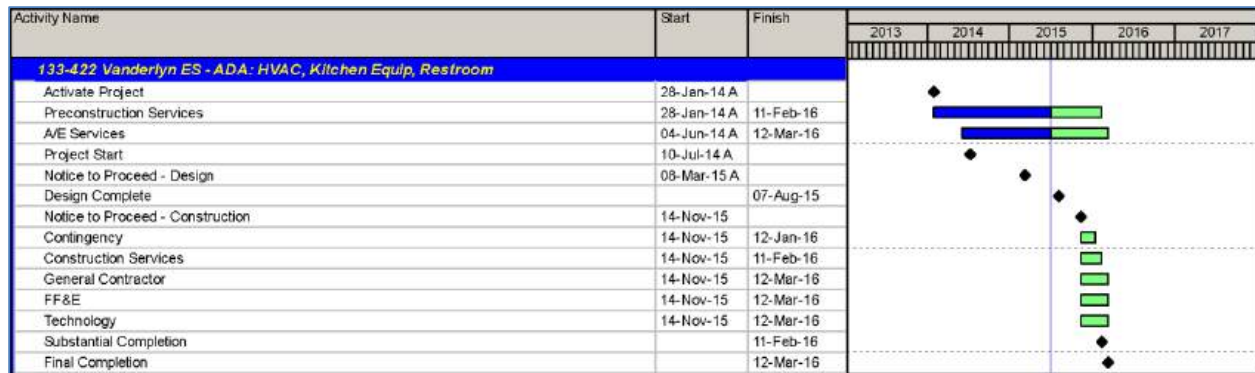 Activity Name Start Finish
2013 2014 2015 2016 2017
133-422 Vanderlyn ES - ADA: HVAC, Kitchen Equip, Restroom
Activate Project 28-Jan-14 A
Preconstruction Services 28-Jan-14 A 11-Feb-16
A/E Services 04-Jun-14 A 12-Mar-16
Project Start 10-Jul-14 A
Notice to Proceed - Design 08-Mar-15 A
Design Complete 07-Aug-15
Notice to Proceed - Construction 14-Nov-15
Contingency 14-Nov-15 12-Jan-16
Construction Services 14-Nov-15 11-Feb-16
General Contractor 14-Nov-15 12-Mar-16
FF&E 14-Nov-15 12-Mar-16
Technology 14-Nov-15 12-Mar-16
Substantial Completion 11-Feb-16
Final Completion 12-Mar-16